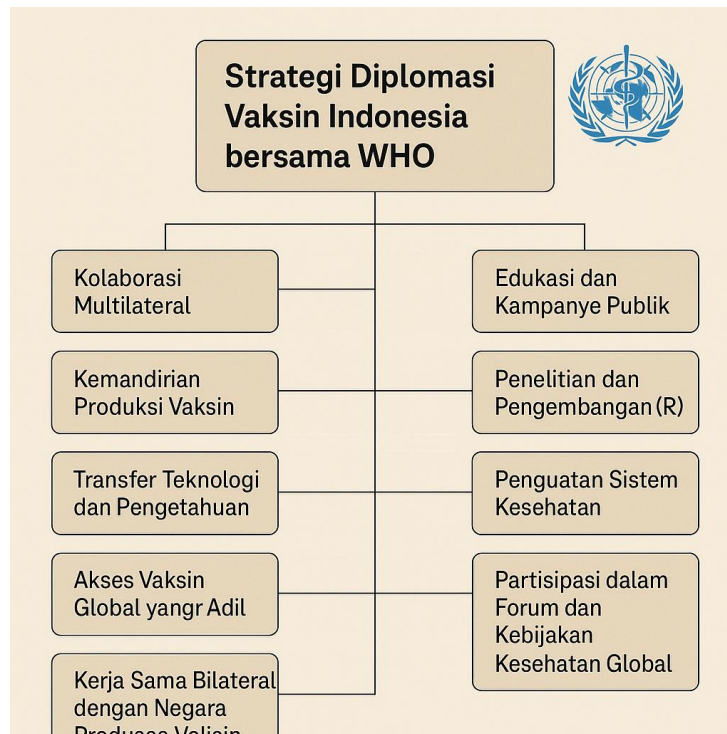 Strategi Diplomasi
Vaksin Indonesia
bersama WHO
Kolaborasi
Multilateral
Kemandirian
Produksi Vaksin
Transfer Teknologi
dan Pengetahuan
Akses Vaksin
Global yangr Adil
Kerja Sama Bilateral
dengan Negara
Edukasi dan
Kampanye Publik
Penelitian dan
Pengembangan (R)
Penguatan Sistem
Kesehatan
Partisipasi dalam
Forum dan
Kebijakan
Kesehatan Global